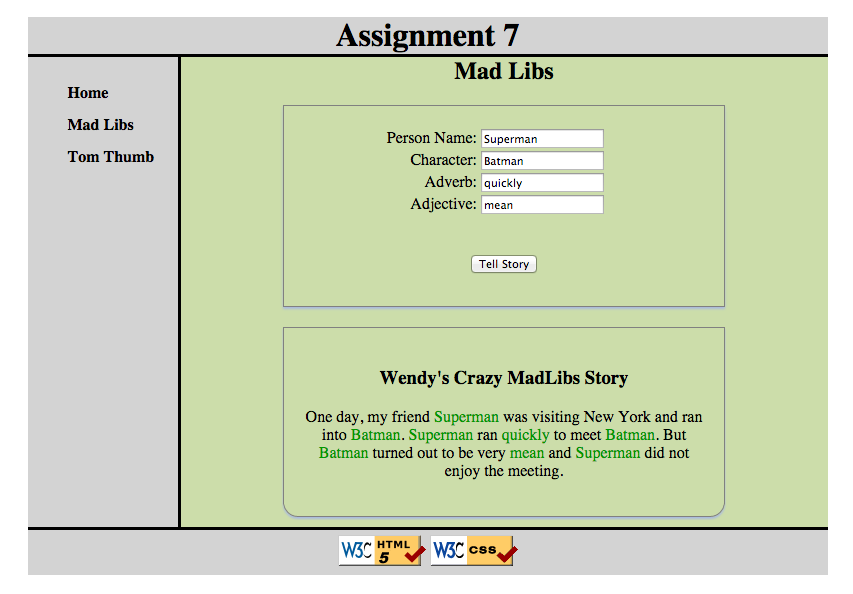 Assignment 7
Home
Mad Libs
Tom Thumb
Mad Libs
Person Name: Superman
Character: Batman
Adverb: quickly
Adjective: mean
Tell Story
Wendy's Crazy MadLibs Story
One day, my friend Superman was visiting New York and ran
into Batman. Superman ran quickly to meet Batman. But
Batman turned out to be very mean and Superman did not
enjoy the meeting.
W3C HTML 5
W3C css